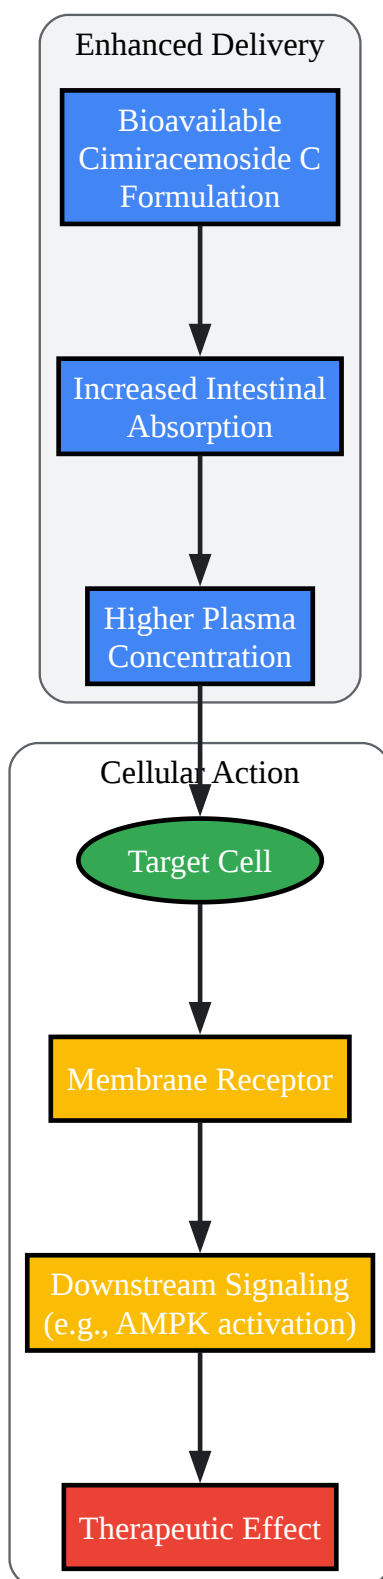 Enhanced Delivery
Bioavailable
Cimiracemoside C
Formulation
Increased Intestinal
Absorption
Higher Plasma
Concentration
Cellular Action
Target Cell
Membrane Receptor
Downstream Signaling
(e.g., AMPK activation)
Therapeutic Effect